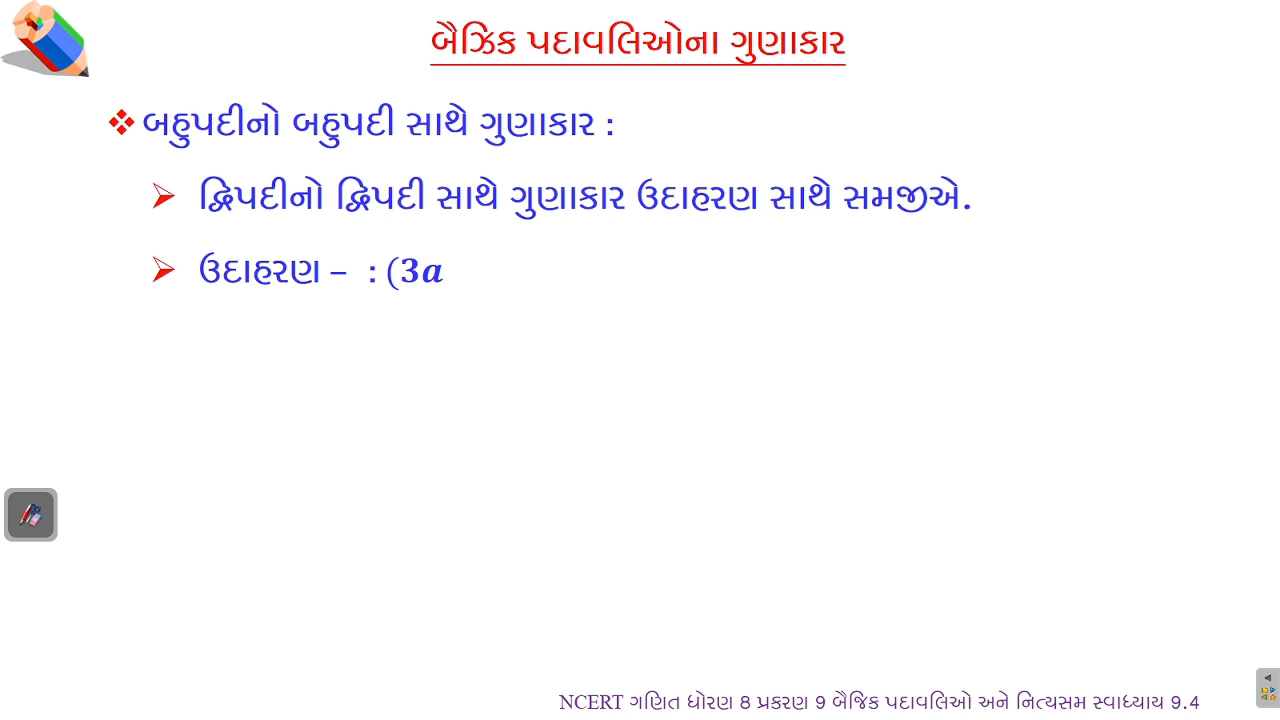 બૈઝિક પદાવલિઓના ગુણાકાર
બહુપદીનો બહુપદી સાથે ગુણાકાર :
દ્વિપદીનો દ્વિપદી સાથે ગુણાકાર ઉદાહરણ સાથે સમજીએ.
ઉદાહરણ – : (3a
NCERT ગણિત ધોરણ 8 પ્રકરણ 9 બૈજિક પદાવલિઓ અને નિત્યસમ સ્વાધ્યાય 9.4